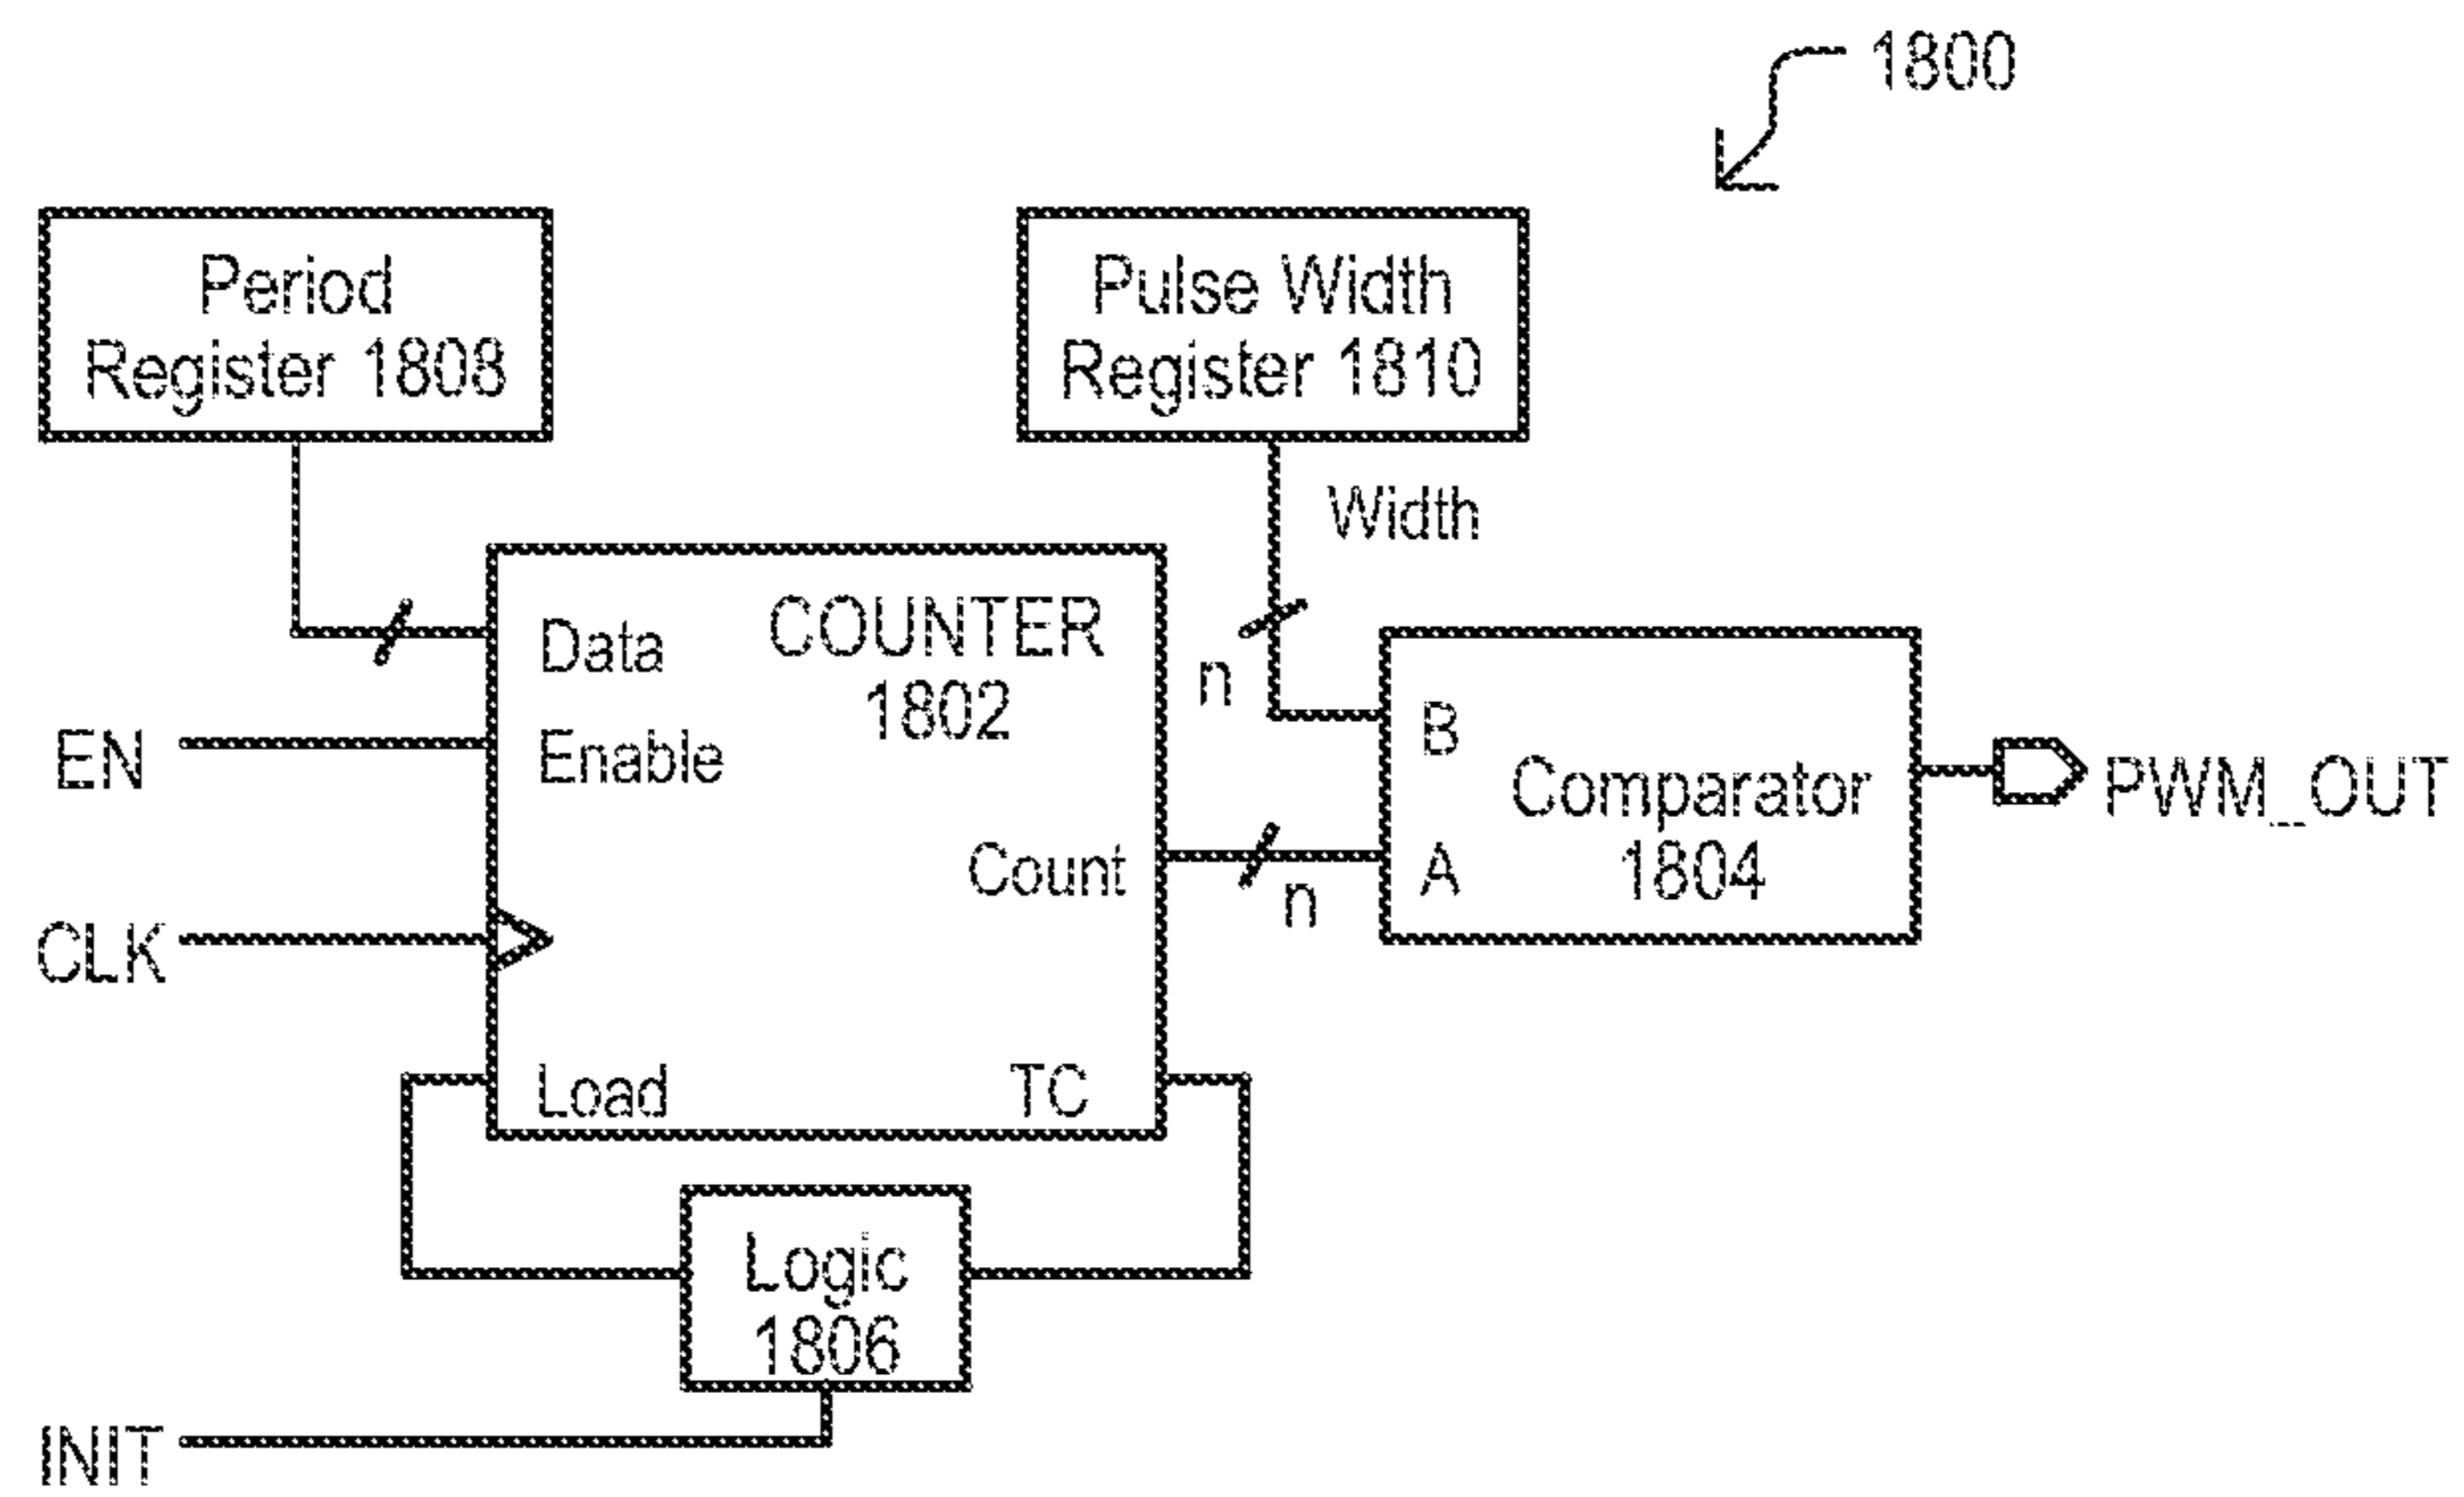 1800
Period
Register 1808
Pulse Width
Register 1810
Width
Data
COUNTER
1802
n
EN
Enable
B
Comparator
1804
PWM_OUT
Count
n
A
CLK
Load
TC
Logic
1806
INIT